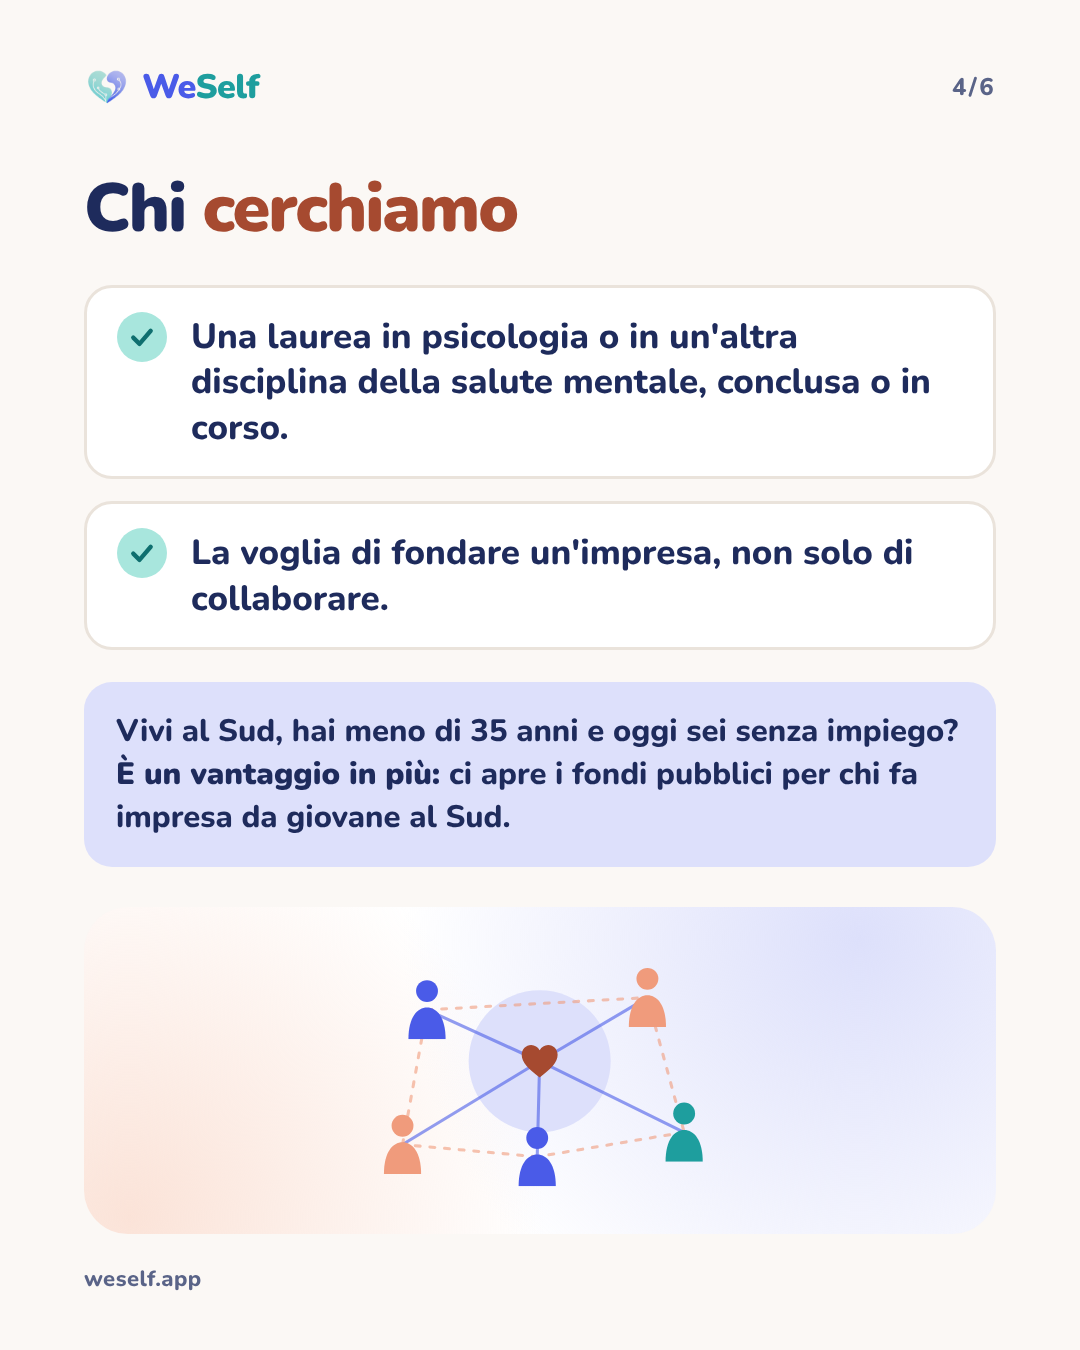 WeSelf
4/6
Chi cerchiamo
Una laurea in psicologia o in un'altra
disciplina della salute mentale, conclusa o in
corso.
La voglia di fondare un'impresa, non solo di
collaborare.
Vivi al Sud, hai meno di 35 anni e oggi sei senza impiego?
È un vantaggio in più: ci apre i fondi pubblici per chi fa
impresa da giovane al Sud.
weself.app